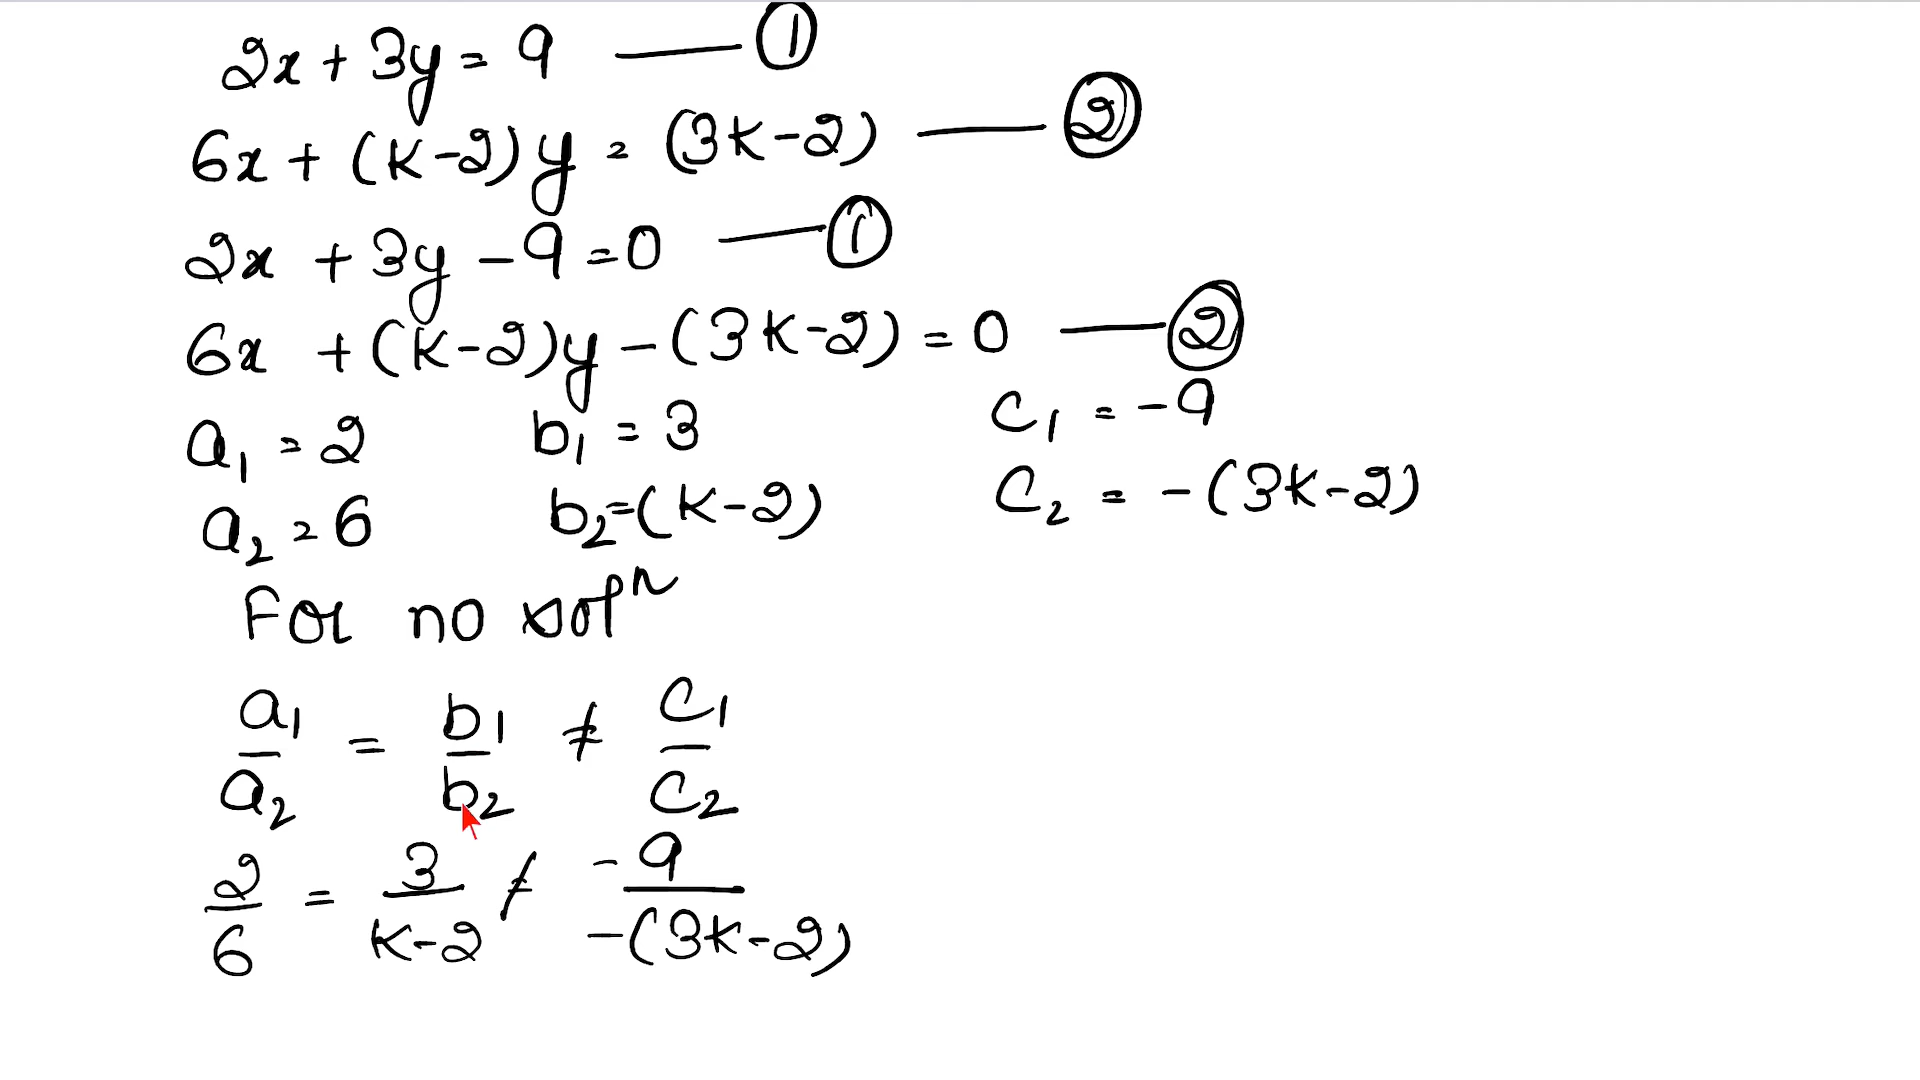 2x + 3y = 9 —— ①
6x + (k-2)y = (3k-2) —— ②
2x + 3y - 9 = 0 —— ①
6x + (k-2)y - (3k-2) = 0 —— ②
a₁ = 2 b₁ = 3 c₁ = -9
a₂ = 6 b₂ = (k-2) c₂ = -(3k-2)
For no solⁿ
a₁/a₂ = b₁/b₂ ≠ c₁/c₂
2/6 = 3/k-2 ≠ -9/-(3k-2)